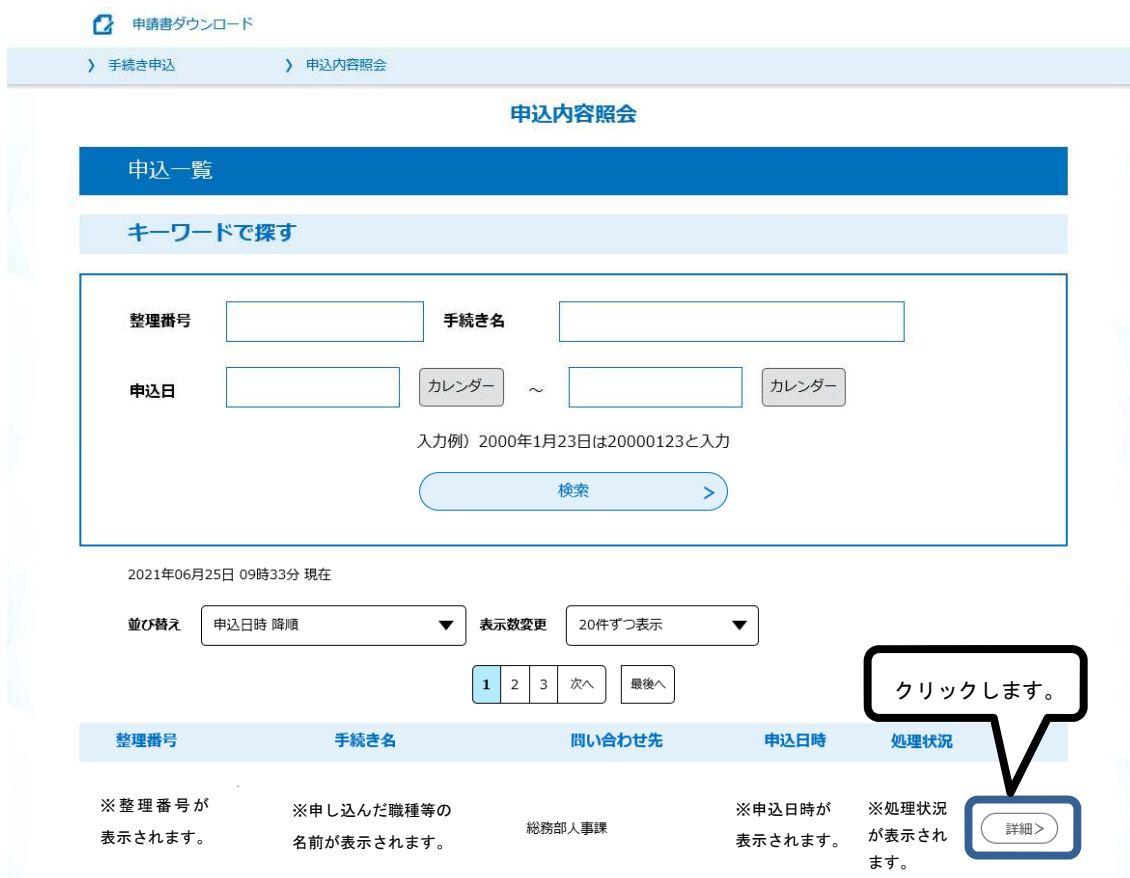 申請書ダウンロード
❯ 手続き申込 ❯ 申込内容照会
申込内容照会
申込一覧
キーワードで探す
整理番号 手続き名
申込日 カレンダー ～ カレンダー
入力例）2000年1月23日は20000123と入力
検索 >
2021年06月25日 09時33分 現在
並び替え 申込日時 降順 ▼ 表示数変更 20件ずつ表示 ▼
1 2 3 次へ 最後へ
クリックします。
整理番号 手続き名 問い合わせ先 申込日時 処理状況
※整理番号が
表示されます。
※申し込んだ職種等の
名前が表示されます。
総務部人事課
※申込日時が
表示されます。
※処理状況
が表示され
ます。
詳細>